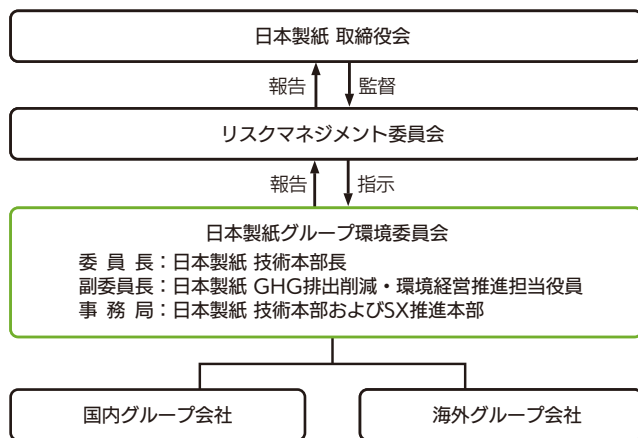 日本製紙 取締役会
報告 監督
リスクマネジメント委員会
報告 指示
日本製紙グループ環境委員会
委 員 長：日本製紙 技術本部長
副委員長：日本製紙 GHG排出削減・環境経営推進担当役員
事 務 局：日本製紙 技術本部およびSX推進本部
国内グループ会社 海外グループ会社